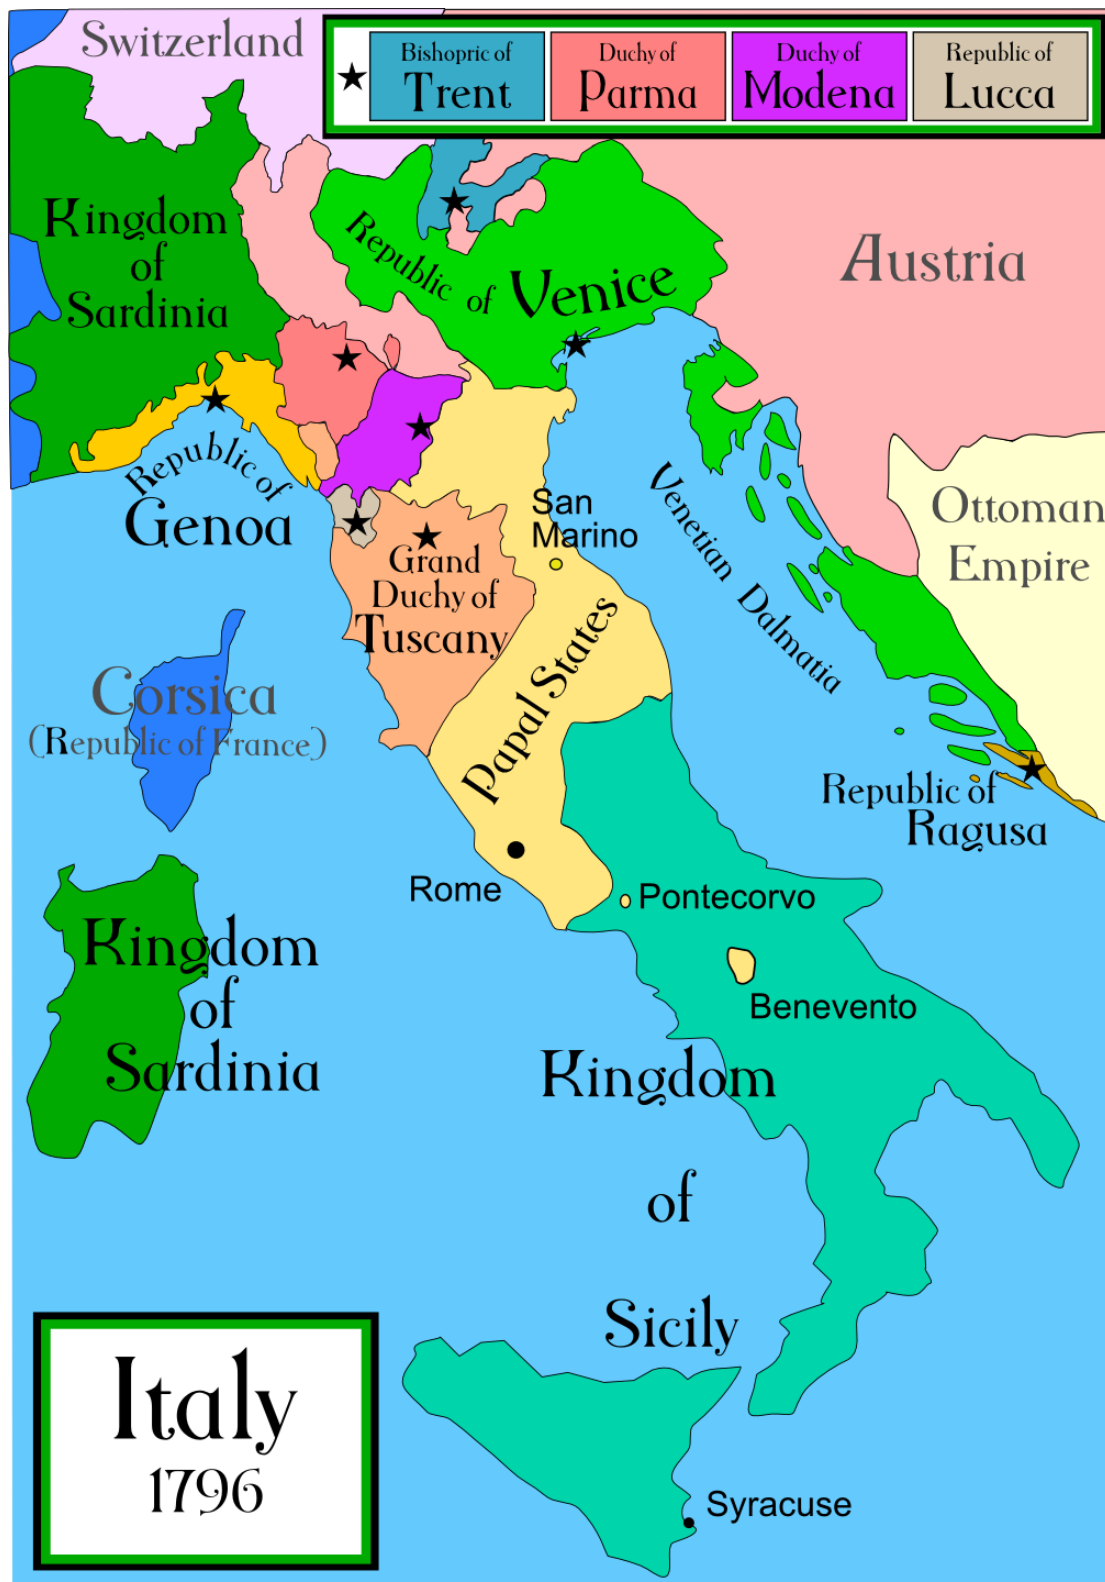 Switzerland
Bishopric of
Trent
Duchy of
Parma
Duchy of
Modena
Republic of
Lucca
Kingdom
of
Sardinia
Republic of Venice
Austria
Republic of
Genoa
San
Marino
Venetian Dalmatia
Ottoman
Empire
Grand
Duchy of
Tuscany
Papal States
Corsica
(Republic of France)
Republic of
Ragusa
Rome
Pontecorvo
Benevento
Kingdom
of
Sardinia
Kingdom
of
Sicily
Syracuse
Italy
1796